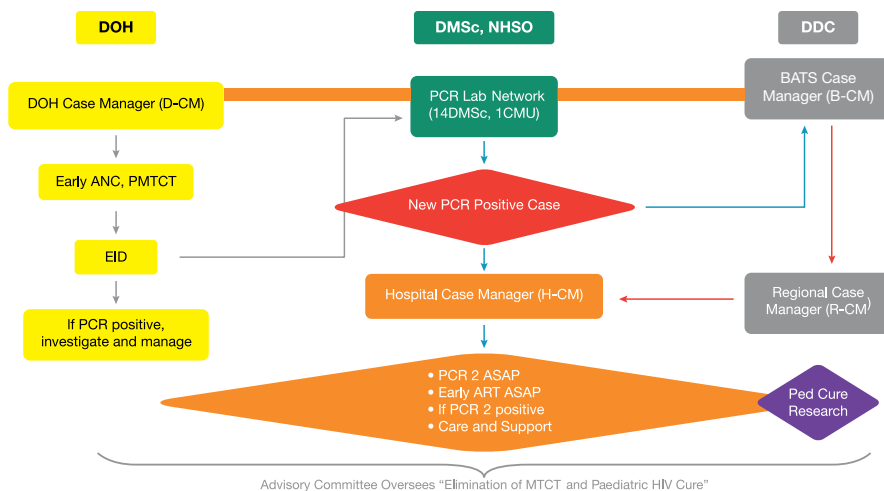 DOH
DMSc, NHSO
DDC
DOH Case Manager (D-CM)
PCR Lab Network
(14DMSc, 1CMU)
BATS Case
Manager (B-CM)
Early ANC, PMTCT
New PCR Positive Case
EID
Hospital Case Manager (H-CM)
Regional Case
Manager (R-CM)
If PCR positive,
investigate and manage
• PCR 2 ASAP
• Early ART ASAP
• If PCR 2 positive
• Care and Support
Ped Cure
Research
Advisory Committee Oversees “Elimination of MTCT and Paediatric HIV Cure”